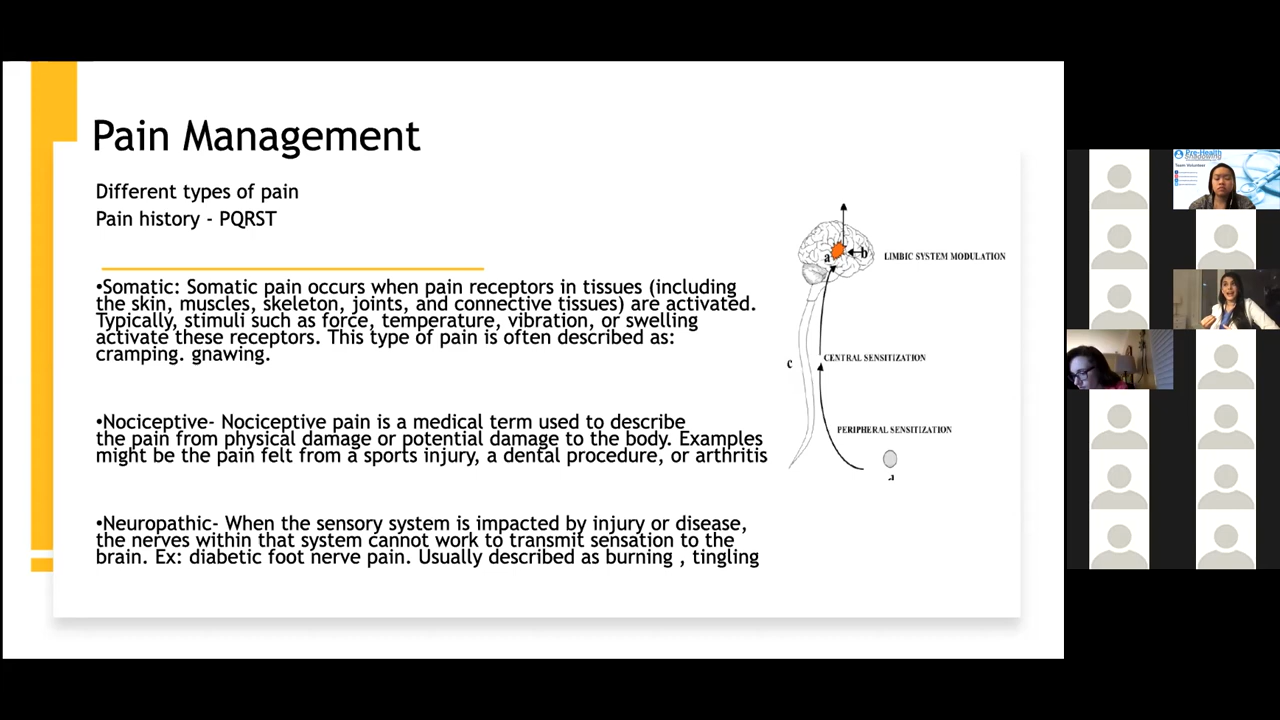 Pain Management
Different types of pain
Pain history - PQRST
•Somatic: Somatic pain occurs when pain receptors in tissues (including
the skin, muscles, skeleton, joints, and connective tissues) are activated.
Typically, stimuli such as force, temperature, vibration, or swelling
activate these receptors. This type of pain is often described as:
cramping. gnawing.
•Nociceptive- Nociceptive pain is a medical term used to describe
the pain from physical damage or potential damage to the body. Examples
might be the pain felt from a sports injury, a dental procedure, or arthritis
•Neuropathic- When the sensory system is impacted by injury or disease,
the nerves within that system cannot work to transmit sensation to the
brain. Ex: diabetic foot nerve pain. Usually described as burning , tingling
a
b
LIMBIC SYSTEM MODULATION
c
CENTRAL SENSITIZATION
PERIPHERAL SENSITIZATION
Pre-Health
Shadowing
Team Volunteer